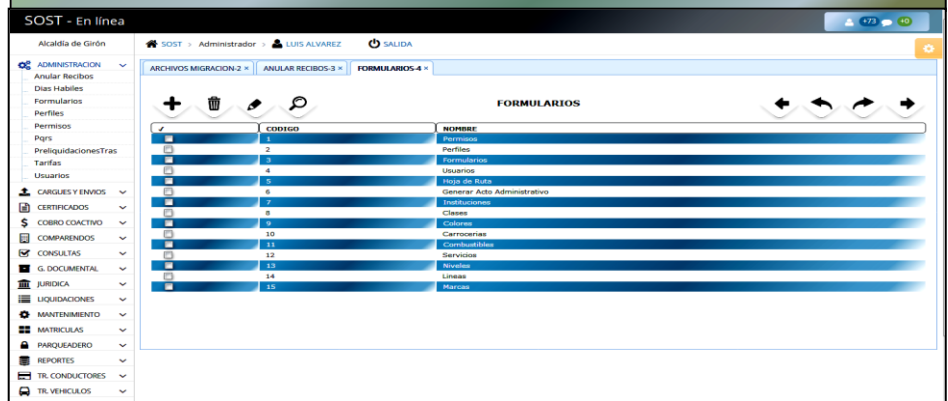 SOST - En línea
+73
+0
Alcaldía de Girón
SOST > Administrador > LUIS ALVAREZ SALIDA
ADMINISTRACION
Anular Recibos
Dias Habiles
Formularios
Perfiles
Permisos
Pqrs
PreliquidacionesTras
Tarifas
Usuarios
CARGUES Y ENVIOS
CERTIFICADOS
COBRO COACTIVO
COMPARENDOS
CONSULTAS
G. DOCUMENTAL
JURIDICA
LIQUIDACIONES
MANTENIMIENTO
MATRICULAS
PARQUEADERO
REPORTES
TR. CONDUCTORES
TR. VEHICULOS
ARCHIVOS MIGRACION-2 × ANULAR RECIBOS-3 × FORMULARIOS-4 ×
FORMULARIOS
✓ CODIGO NOMBRE
1 Permisos
2 Perfiles
3 Formularios
4 Usuarios
5 Hoja de Ruta
6 Generar Acto Administrativo
7 Instituciones
8 Clases
9 Colores
10 Carrocerias
11 Combustibles
12 Servicios
13 Niveles
14 Lineas
15 Marcas